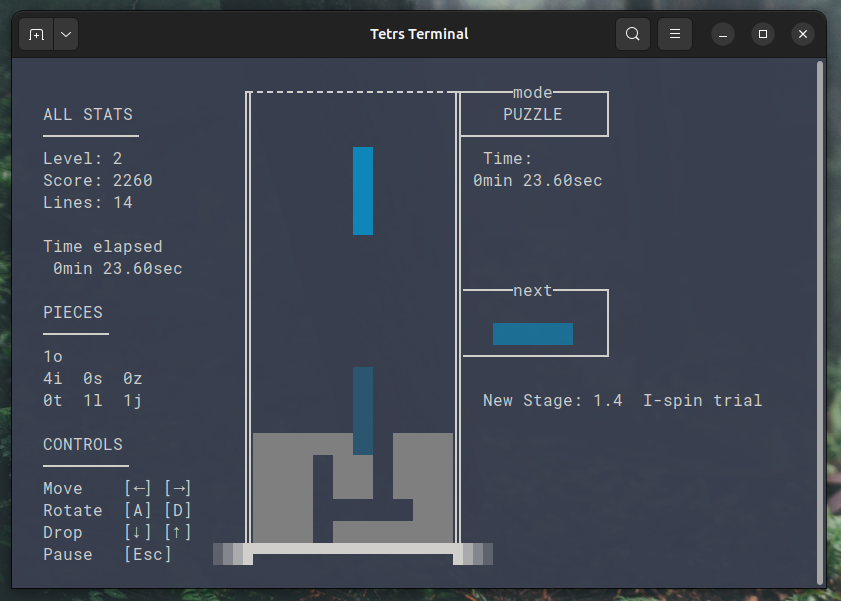 Tetrs Terminal
mode
ALL STATS
PUZZLE
Level: 2
Time:
Score: 2260
0min 23.60sec
Lines: 14
Time elapsed
0min 23.60sec
next
PIECES
1o
4i 0s 0z
0t 1l 1j
New Stage: 1.4 I-spin trial
CONTROLS
Move [←] [→]
Rotate [A] [D]
Drop [↓] [↑]
Pause [Esc]